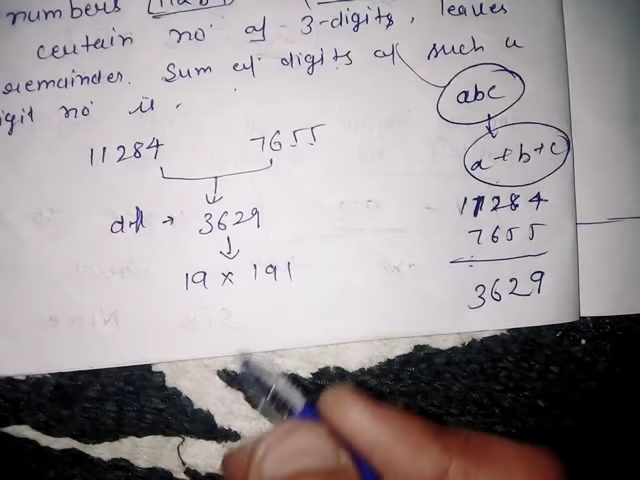 numbers
certain no of 3-digits, leaves
remainder. Sum of digits of such a
digit no is.
abc
a+b+c
11284 7655
diff → 3629
19 × 191
11284
7655
3629